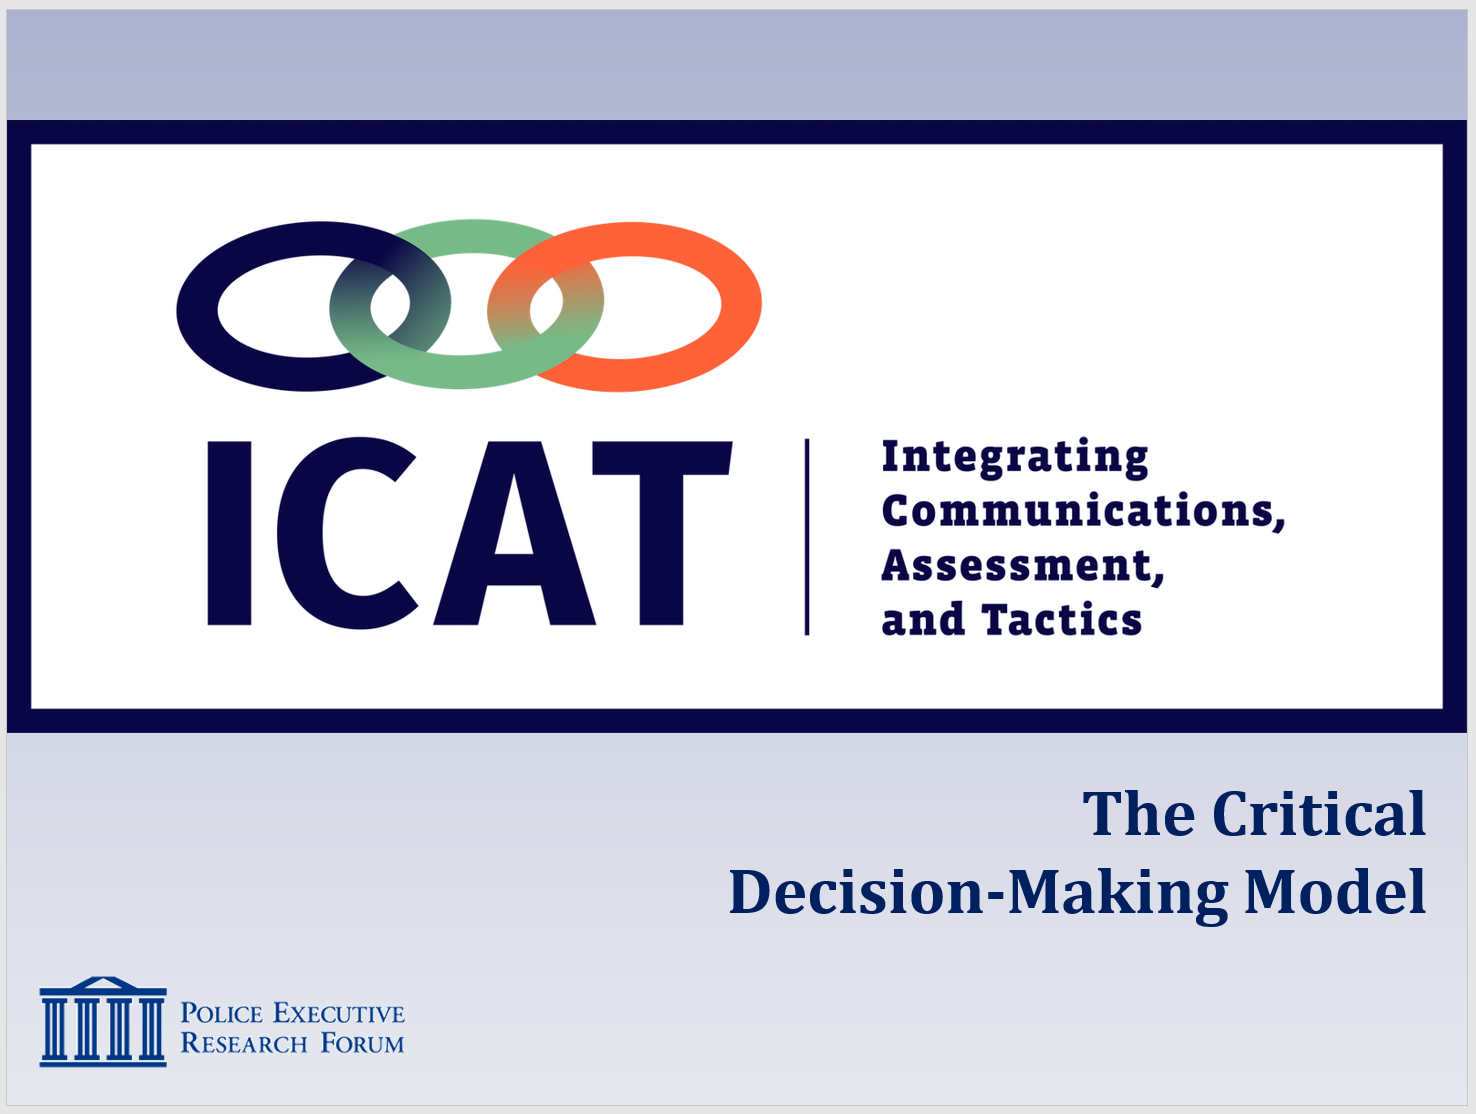 ICAT
Integrating
Communications,
Assessment,
and Tactics
The Critical
Decision-Making Model
POLICE EXECUTIVE
RESEARCH FORUM